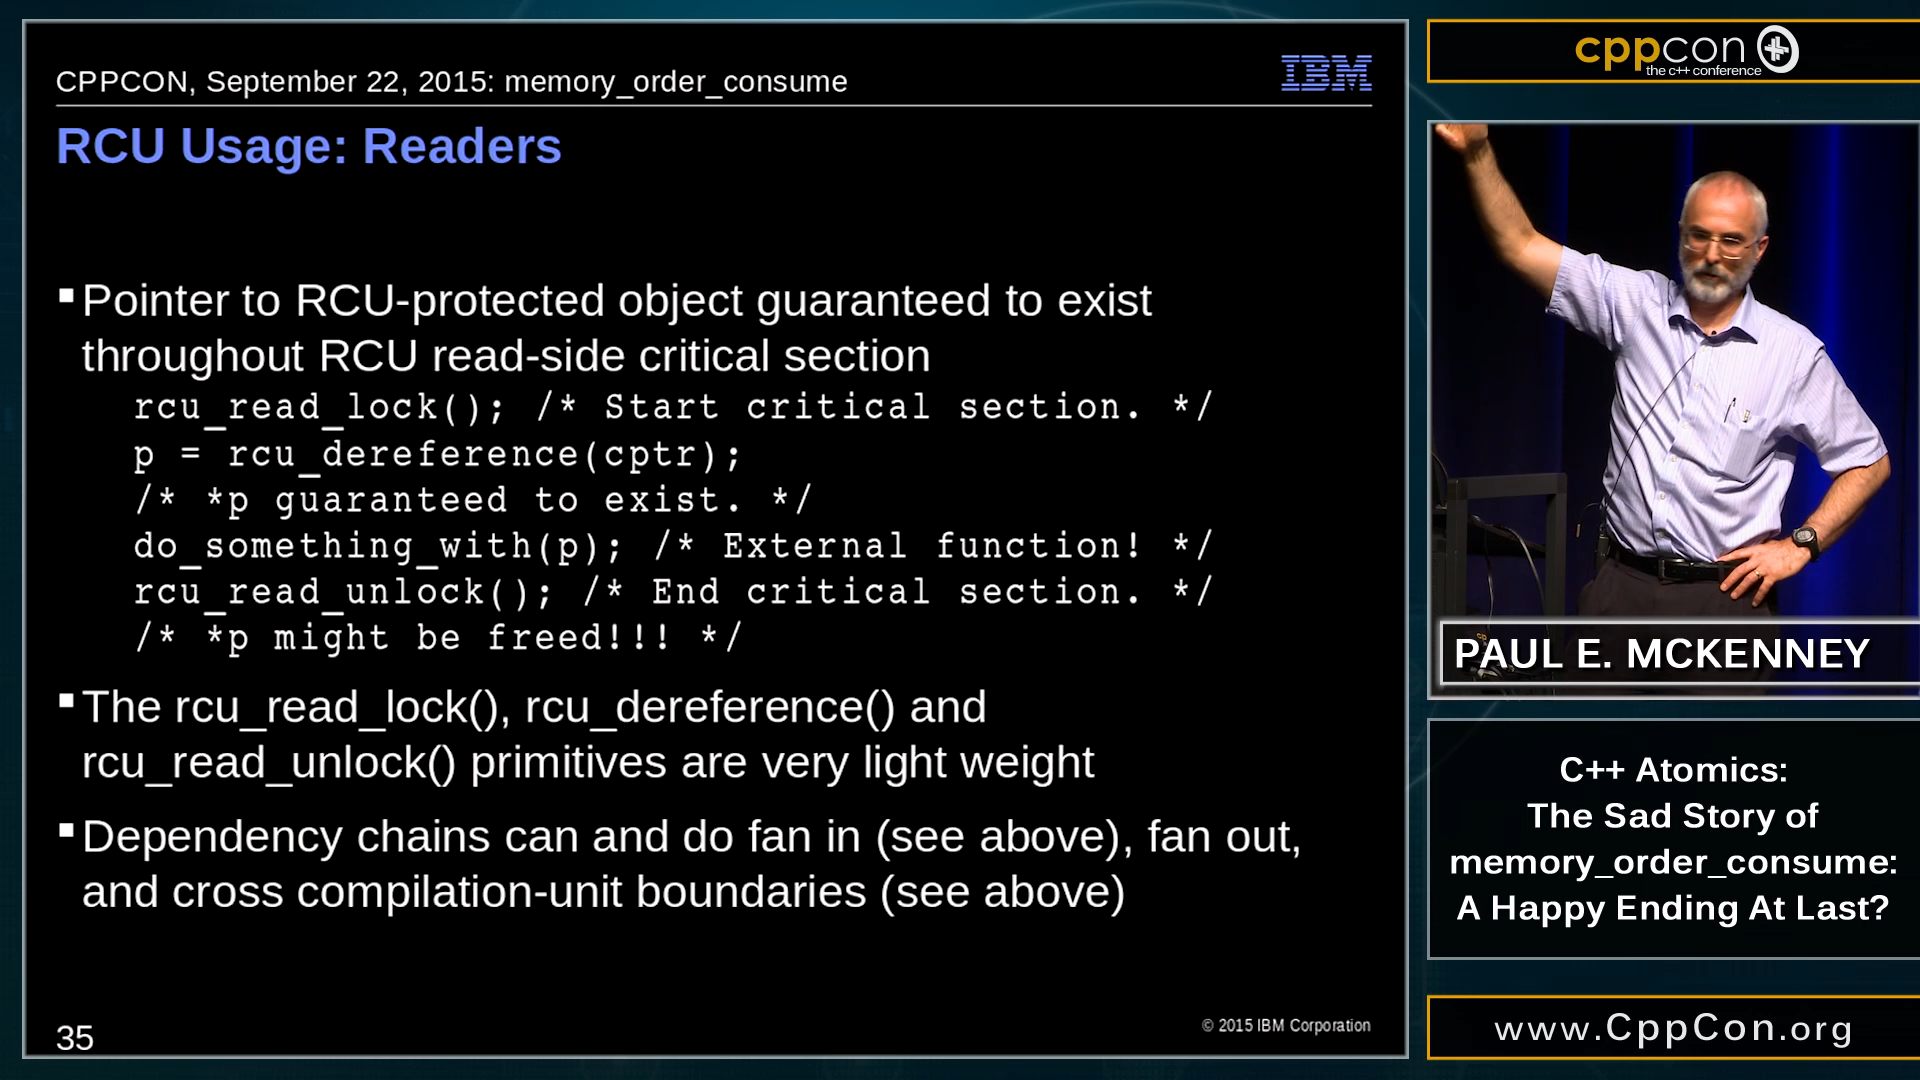 CPPCON, September 22, 2015: memory_order_consume
IBM
RCU Usage: Readers
▪Pointer to RCU-protected object guaranteed to exist
throughout RCU read-side critical section
rcu_read_lock(); /* Start critical section. */
p = rcu_dereference(cptr);
/* *p guaranteed to exist. */
do_something_with(p); /* External function! */
rcu_read_unlock(); /* End critical section. */
/* *p might be freed!!! */
▪The rcu_read_lock(), rcu_dereference() and
rcu_read_unlock() primitives are very light weight
▪Dependency chains can and do fan in (see above), fan out,
and cross compilation-unit boundaries (see above)
35
© 2015 IBM Corporation
cppcon
the c++ conference
PAUL E. MCKENNEY
C++ Atomics:
The Sad Story of
memory_order_consume:
A Happy Ending At Last?
www.CppCon.org